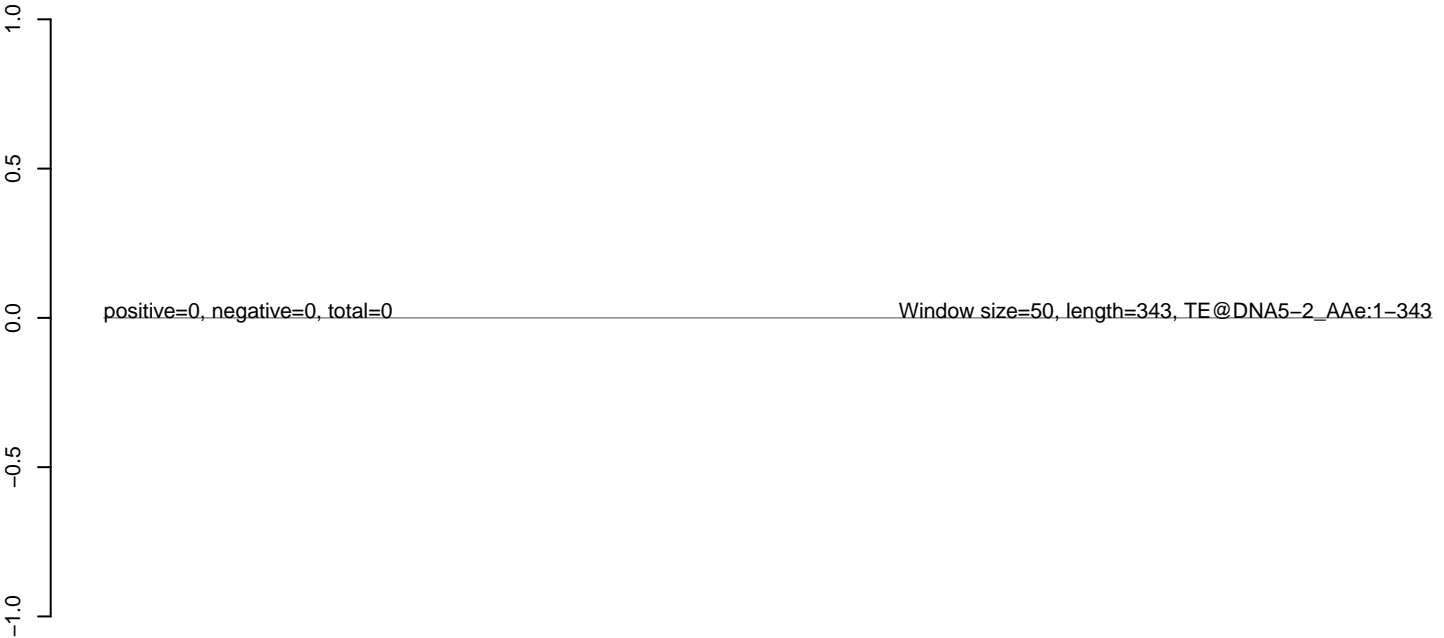 1.0
0.5
0.0
−0.5
−1.0
positive=0, negative=0, total=0
Window size=50, length=343, TE@DNA5−2_AAe:1−343